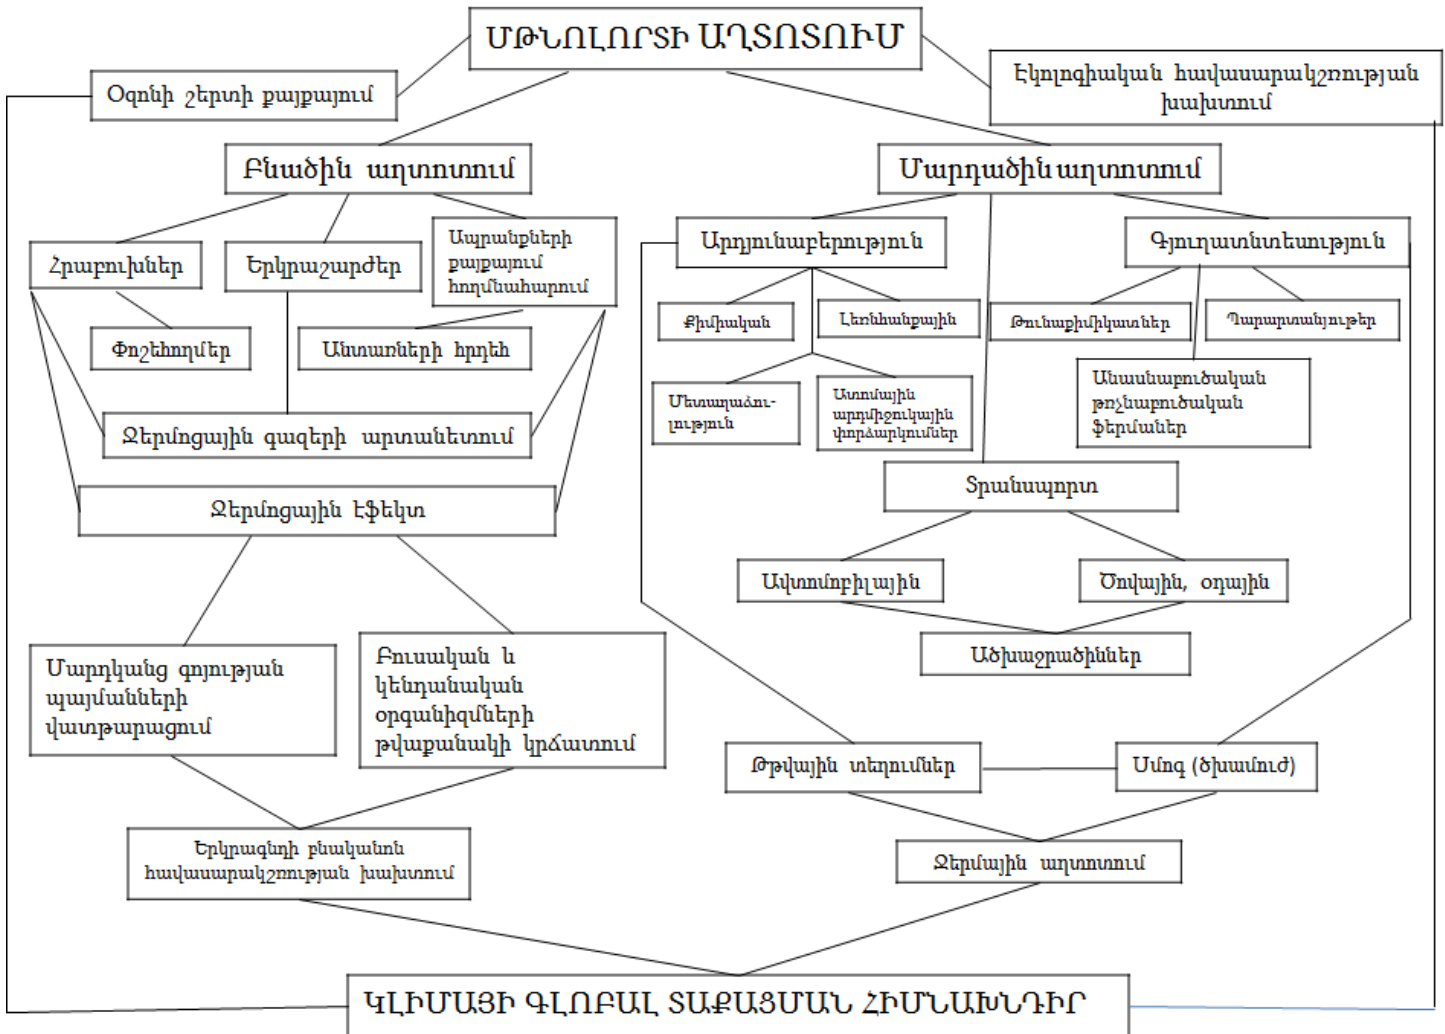 ՄԹՆՈԼՈՐՏԻ ԱՂՏՈՏՈՒՄ
Օզոնի շերտի քայքայում
Էկոլոգիական հավասարակշռության
խախտում
Բնածին աղտոտում
Մարդածին աղտոտում
Հրաբուխներ
Երկրաշարժեր
Ապրանքների
քայքայում
հողմնահարում
Արդյունաբերություն
Գյուղատնտեսություն
Փոշեհողմեր
Անտառների հրդեհ
Քիմիական
Լեռնհանքային
Թունաքիմիկատներ
Պարարտանյութեր
Մետաղաձու-
լություն
Ատոմային
արդմիջուկային
փորձարկումներ
Անասնաբուծական
թռչնաբուծական
ֆերմաներ
Ջերմոցային գազերի արտանետում
Ջերմոցային էֆեկտ
Տրանսպորտ
Ավտոմոբիլային
Ծովային, օդային
Ածխաջրածիններ
Մարդկանց գոյության
պայմանների
վատթարացում
Բուսական և
կենդանական
օրգանիզմների
թվաքանակի կրճատում
Թթվային տեղումներ
Սմոգ (ծխամուժ)
Երկրագնդի բնականոն
հավասարակշռության խախտում
Ջերմային աղտոտում
ԿԼԻՄԱՅԻ ԳԼՈԲԱԼ ՏԱՔԱՑՄԱՆ ՀԻՄՆԱԽՆԴԻՐ